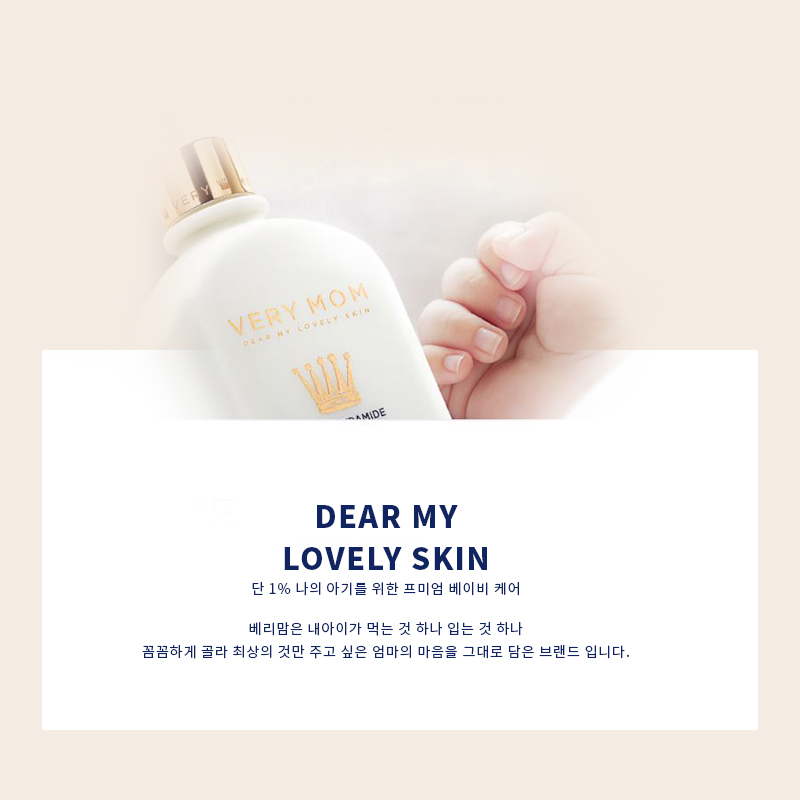 VERY
VERY MOM
DEAR MY LOVELY SKIN
DEAR MY
LOVELY SKIN
단 1% 나의 아기를 위한 프미엄 베이비 케어
베리맘은 내아이가 먹는 것 하나 입는 것 하나
꼼꼼하게 골라 최상의 것만 주고 싶은 엄마의 마음을 그대로 담은 브랜드 입니다.